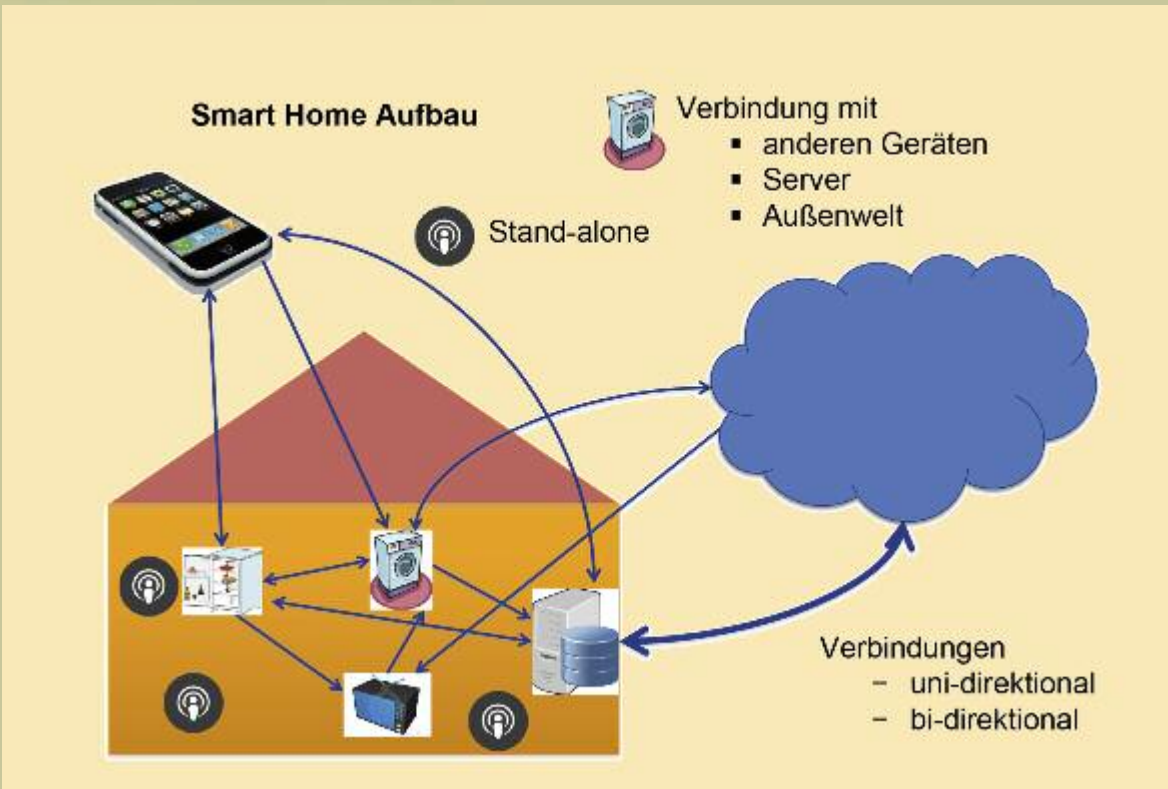 Smart Home Aufbau
Verbindung mit
▪ anderen Geräten
▪ Server
▪ Außenwelt
Stand-alone
Verbindungen
– uni-direktional
– bi-direktional